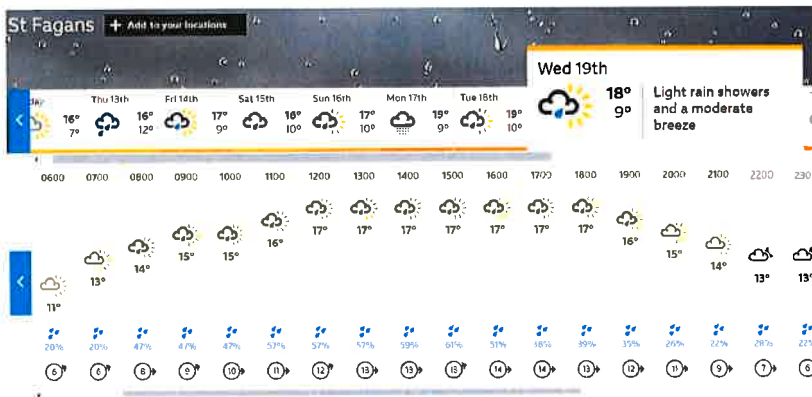 St Fagans + Add to your locations
Wed 19th
18°
9°
Light rain showers
and a moderate
breeze
Thu 13th Fri 14th Sat 15th Sun 16th Mon 17th Tue 18th
16° 16° 17° 16° 17° 19°
7° 12° 9° 10° 10° 9° 10°
0600 0700 0800 0900 1000 1100 1200 1300 1400 1500 1600 1700 1800 1900 2000 2100 2200
17° 17° 17° 17° 17° 17° 17°
16° 16°
15° 15° 15°
14° 14°
13° 13° 13°
11°
20% 20% 47% 47% 47% 57% 57% 57% 59% 61% 51% 38% 39% 35% 26% 22% 28% 22%
6 6 8 9 10 11 12 13 13 13 14 14 13 12 11 9 7 6